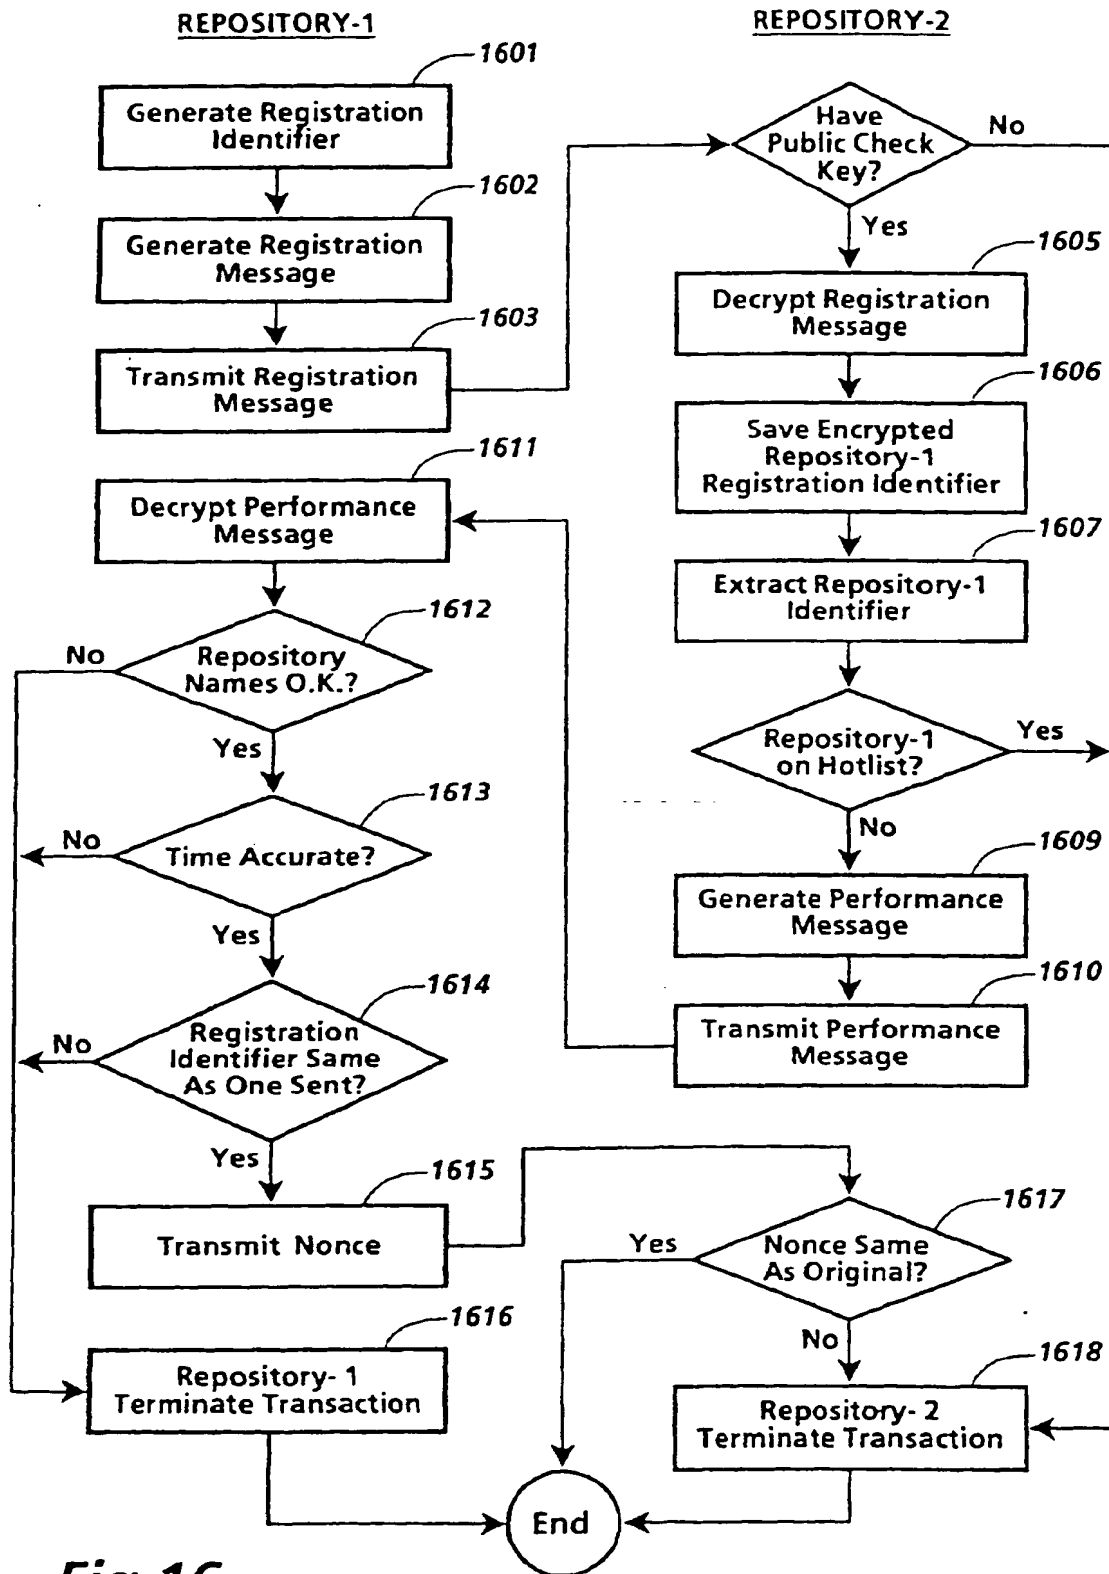 REPOSITORY-1
1601
Generate Registration
Identifier
1602
Generate Registration
Message
1603
Transmit Registration
Message
1611
Decrypt Performance
Message
1612
No
Repository
Names O.K.?
Yes
1613
No
Time Accurate?
Yes
1614
No
Registration
Identifier Same
As One Sent?
Yes
1615
Transmit Nonce
1616
Repository- 1
Terminate Transaction
REPOSITORY-2
Have
Public Check
Key?
No
Yes
1605
Decrypt Registration
Message
1606
Save Encrypted
Repository-1
Registration Identifier
1607
Extract Repository-1
Identifier
Repository-1
on Hotlist?
Yes
No
1609
Generate Performance
Message
1610
Transmit Performance
Message
1617
Yes
Nonce Same
As Original?
No
1618
Repository- 2
Terminate Transaction
End
Fig 16